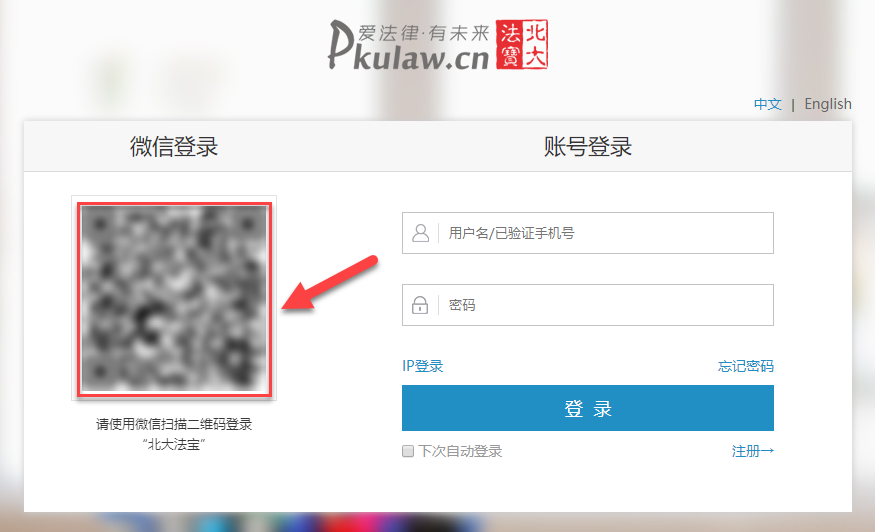 爱法律·有未来
Pkulaw.cn
北大
法寶
中文 | English
微信登录
账号登录
用户名/已验证手机号
密码
IP登录
忘记密码
登 录
请使用微信扫描二维码登录
“北大法宝”
下次自动登录
注册→